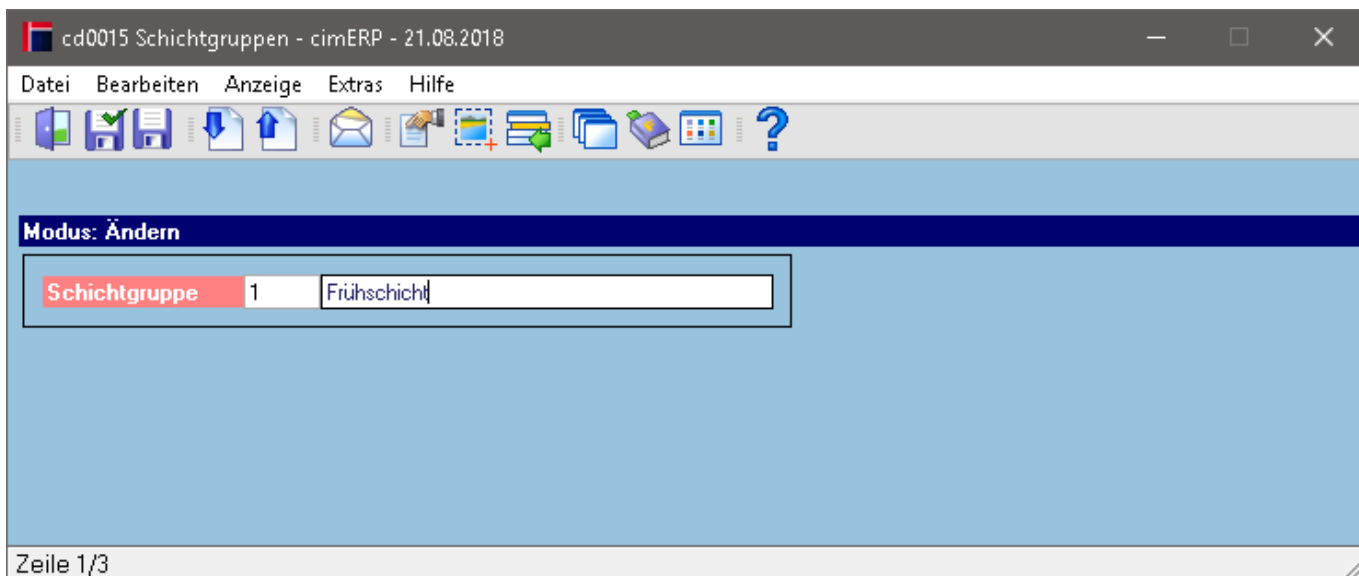 cd0015 Schichtgruppen - cimERP - 21.08.2018
Datei Bearbeiten Anzeige Extras Hilfe
Modus: Ändern
Schichtgruppe 1 Frühschicht
Zeile 1/3